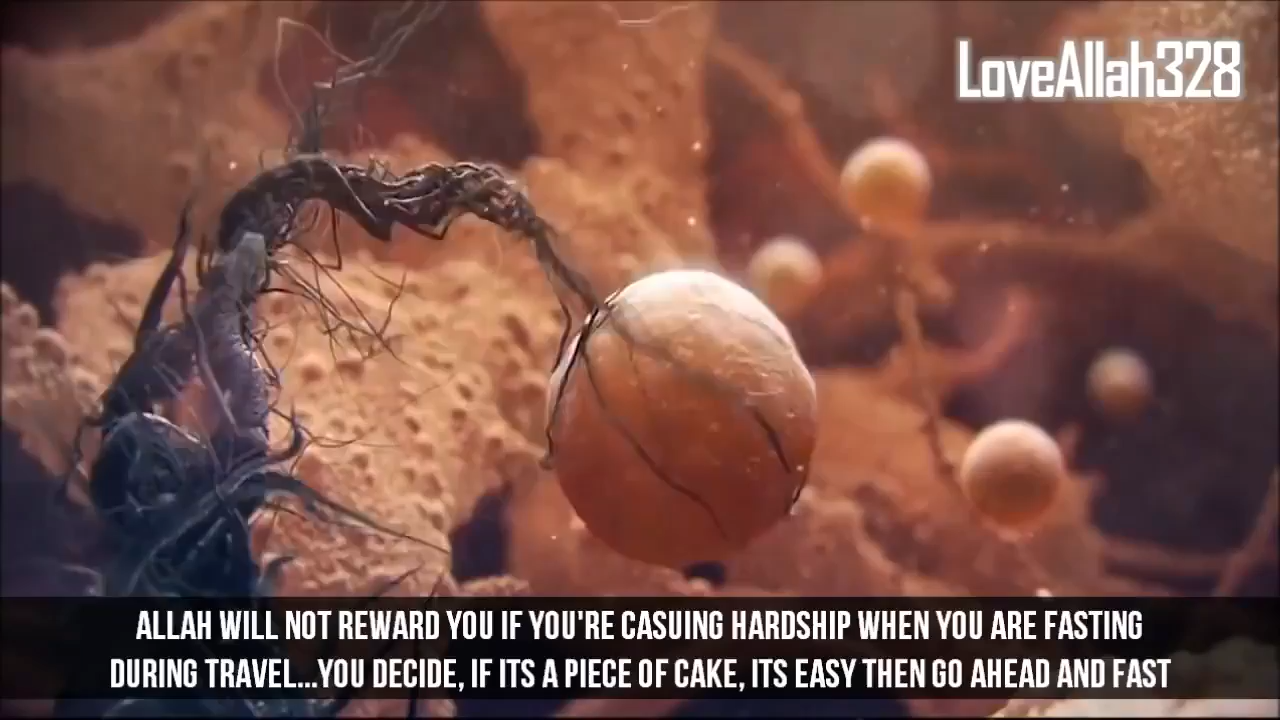 LoveAllah328
ALLAH WILL NOT REWARD YOU IF YOU'RE CASUING HARDSHIP WHEN YOU ARE FASTING
DURING TRAVEL...YOU DECIDE, IF ITS A PIECE OF CAKE, ITS EASY THEN GO AHEAD AND FAST